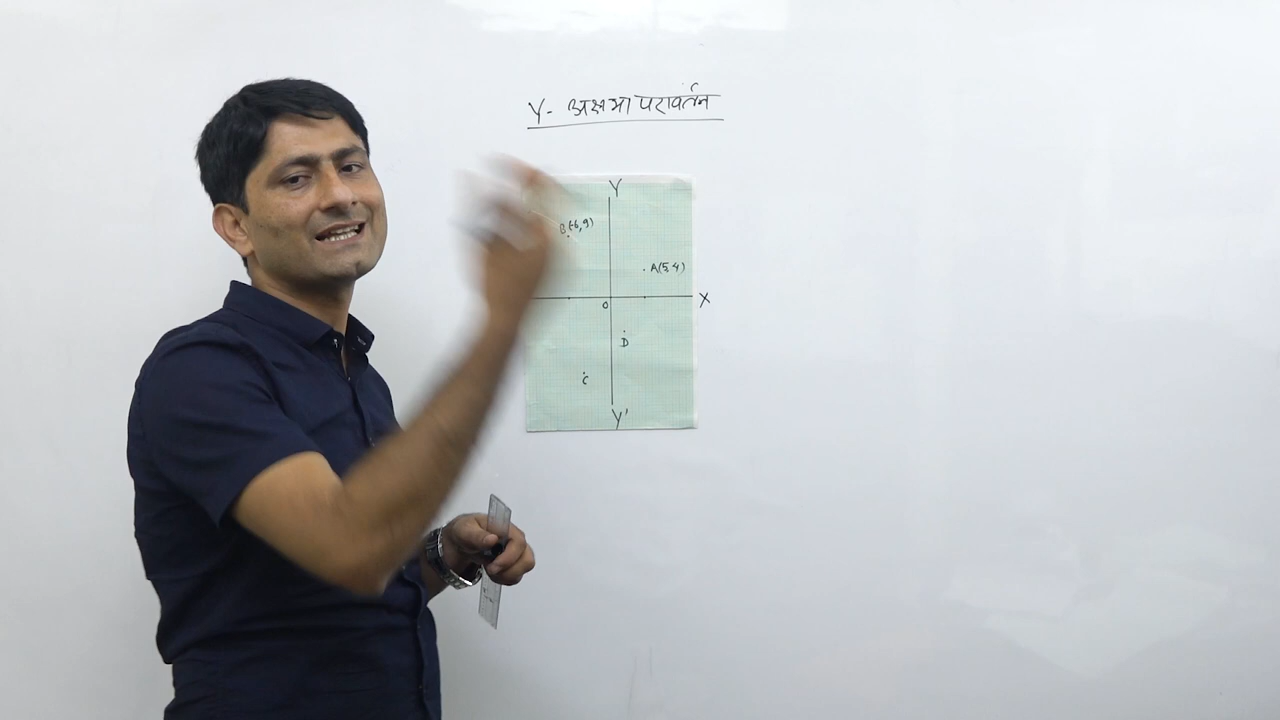 Y- अक्षमा परावर्तन
Y
B(-6,9)
A(5,4)
O
X
D
C
Y'